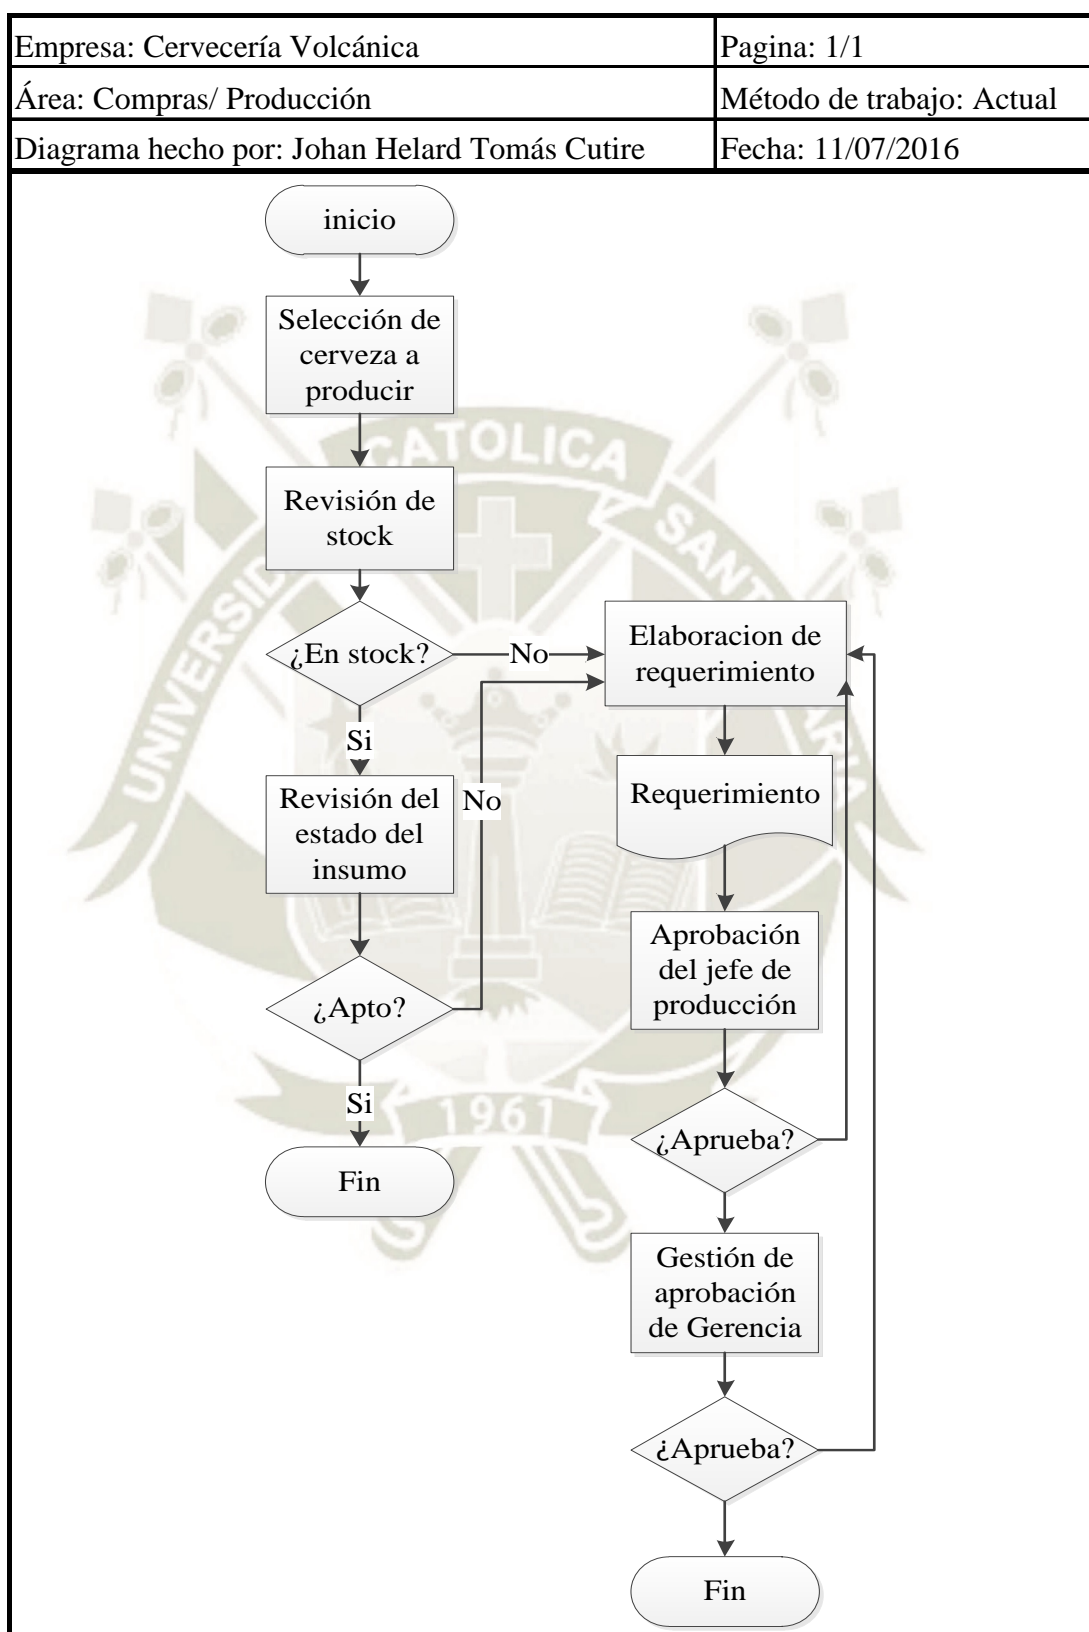 Empresa: Cervecería Volcánica
Pagina: 1/1
Área: Compras/ Producción
Método de trabajo: Actual
Diagrama hecho por: Johan Helard Tomás Cutire
Fecha: 11/07/2016
inicio
Selección de
cerveza a
producir
Revisión de
stock
¿En stock?
No
Si
Revisión del
estado del
insumo
No
¿Apto?
Si
Fin
Elaboracion de
requerimiento
Requerimiento
Aprobación
del jefe de
producción
¿Aprueba?
Gestión de
aprobación
de Gerencia
¿Aprueba?
Fin
CATOLICA
1961